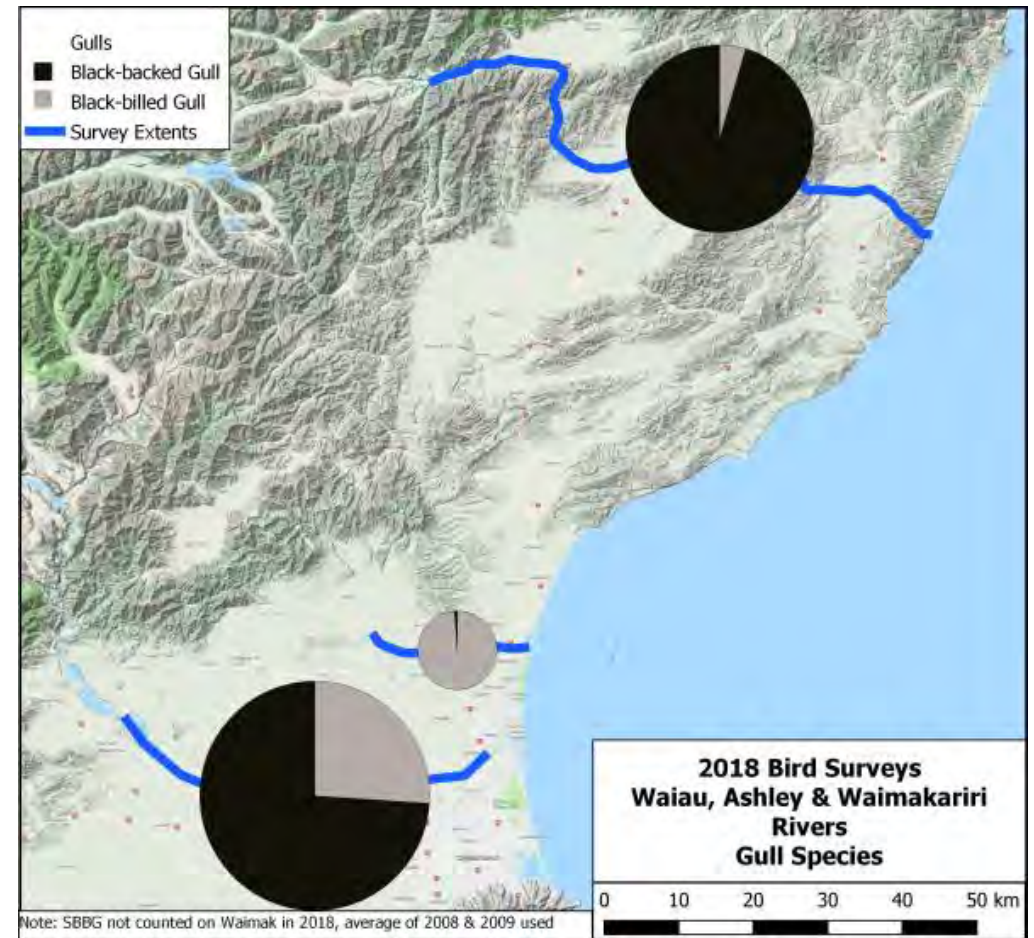 Gulls
Black-backed Gull
Black-billed Gull
Survey Extents
2018 Bird Surveys
Waiau, Ashley & Waimakariri
Rivers
Gull Species
0 10 20 30 40 50 km
Note: SBBG not counted on Waimak in 2018, average of 2008 & 2009 used